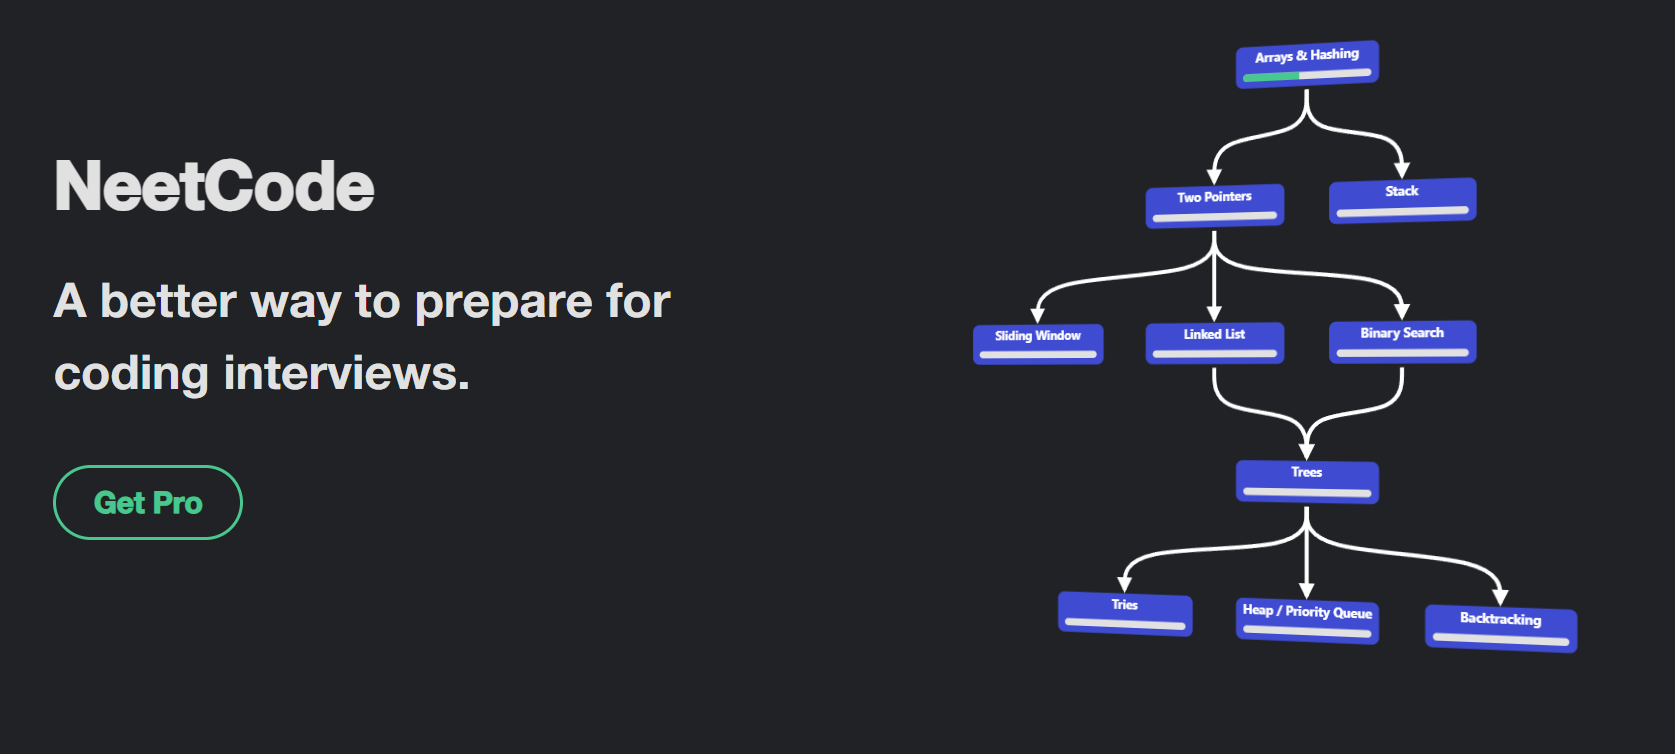 NeetCode
A better way to prepare for
coding interviews.
Get Pro
Arrays & Hashing
Two Pointers
Stack
Sliding Window
Linked List
Binary Search
Trees
Tries
Heap / Priority Queue
Backtracking